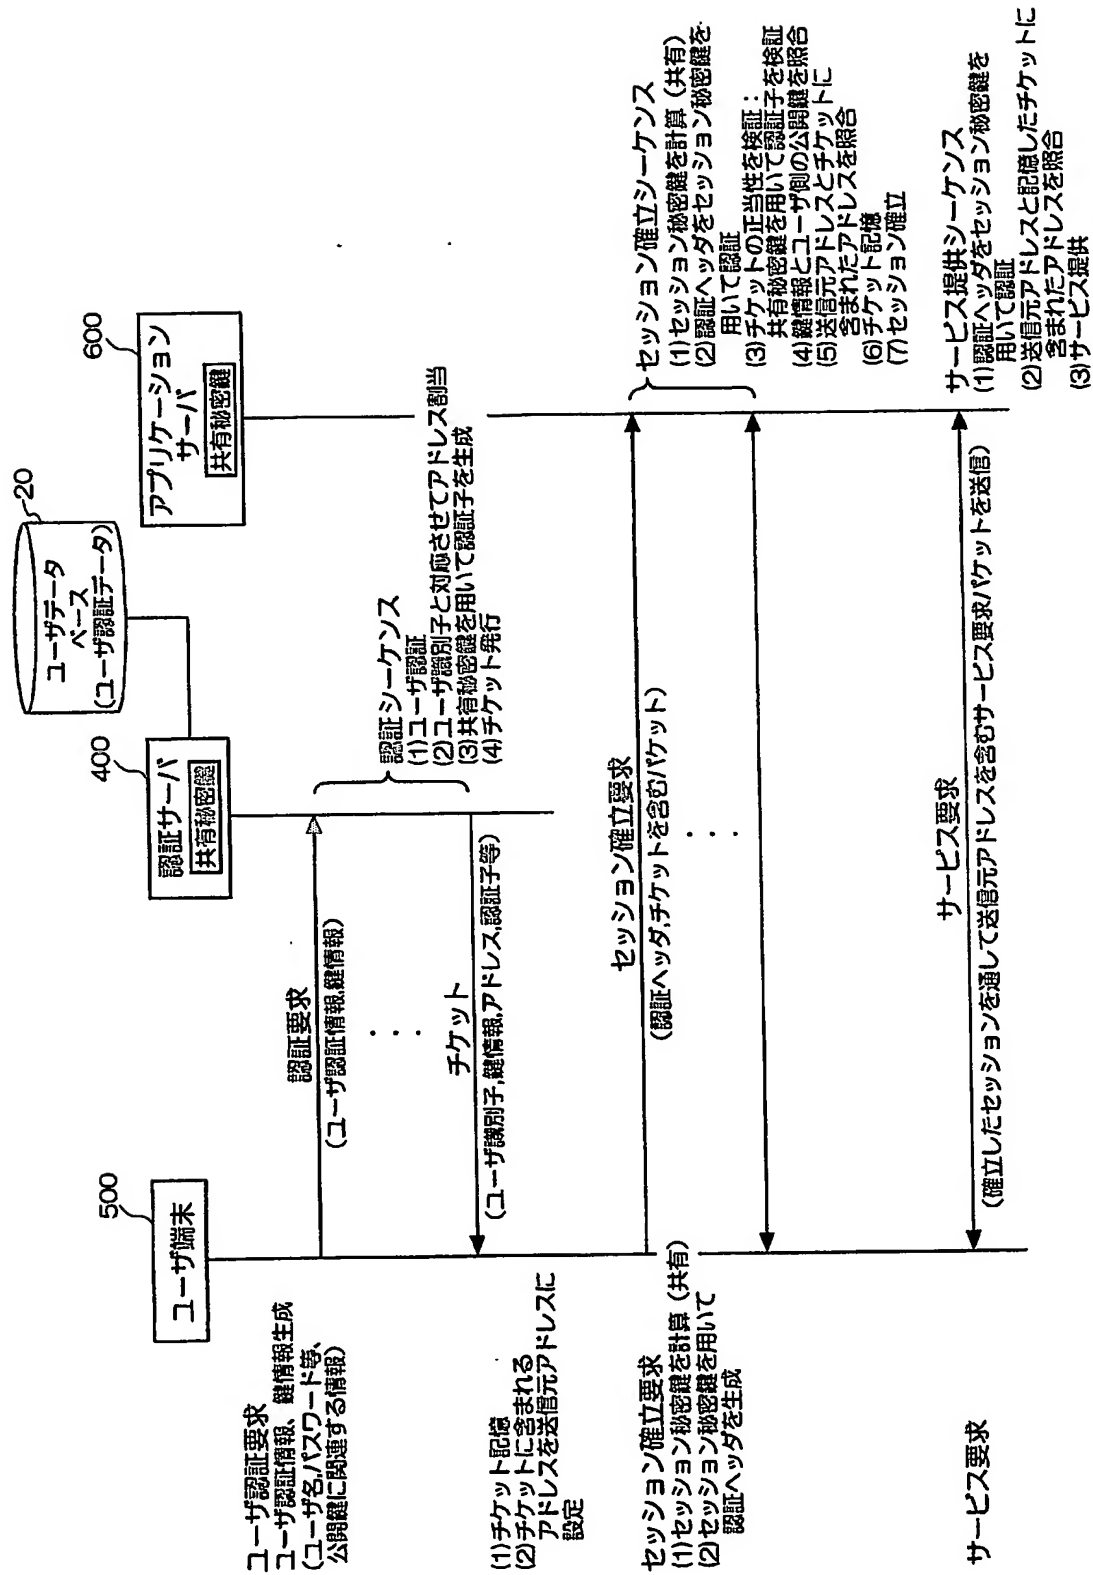 20
ユーザデータ
ベース
(ユーザ認証データ)
500
ユーザ端末
400
認証サーバ
共有秘密鍵
600
アプリケーション
サーバ
共有秘密鍵
ユーザ認証要求
ユーザ認証情報、鍵情報生成
(ユーザ名,パスワード等、
公開鍵に関連する情報)
認証要求
(ユーザ認証情報,鍵情報)
認証シーケンス
(1)ユーザ認証
(2)ユーザ識別子と対応させてアドレス割当
(3)共有秘密鍵を用いて認証子を生成
(4)チケット発行
チケット
(ユーザ識別子,鍵情報,アドレス,認証子等)
(1)チケット記憶
(2)チケットに含まれる
アドレスを送信元アドレスに
設定
セッション確立要求
(1)セッション秘密鍵を計算(共有)
(2)セッション秘密鍵を用いて
認証ヘッダを生成
セッション確立要求
(認証ヘッダ,チケットを含むパケット)
セッション確立シーケンス
(1)セッション秘密鍵を計算(共有)
(2)認証ヘッダをセッション秘密鍵を
用いて認証
(3)チケットの正当性を検証:
共有秘密鍵を用いて認証子を検証
(4)鍵情報とユーザ側の公開鍵を照合
(5)送信元アドレスとチケットに
含まれたアドレスを照合
(6)チケット記憶
(7)セッション確立
サービス要求
サービス要求
(確立したセッションを通して送信元アドレスを含むサービス要求パケットを送信)
サービス提供シーケンス
(1)認証ヘッダをセッション秘密鍵を
用いて認証
(2)送信元アドレスと記憶したチケットに
含まれたアドレスを照合
(3)サービス提供